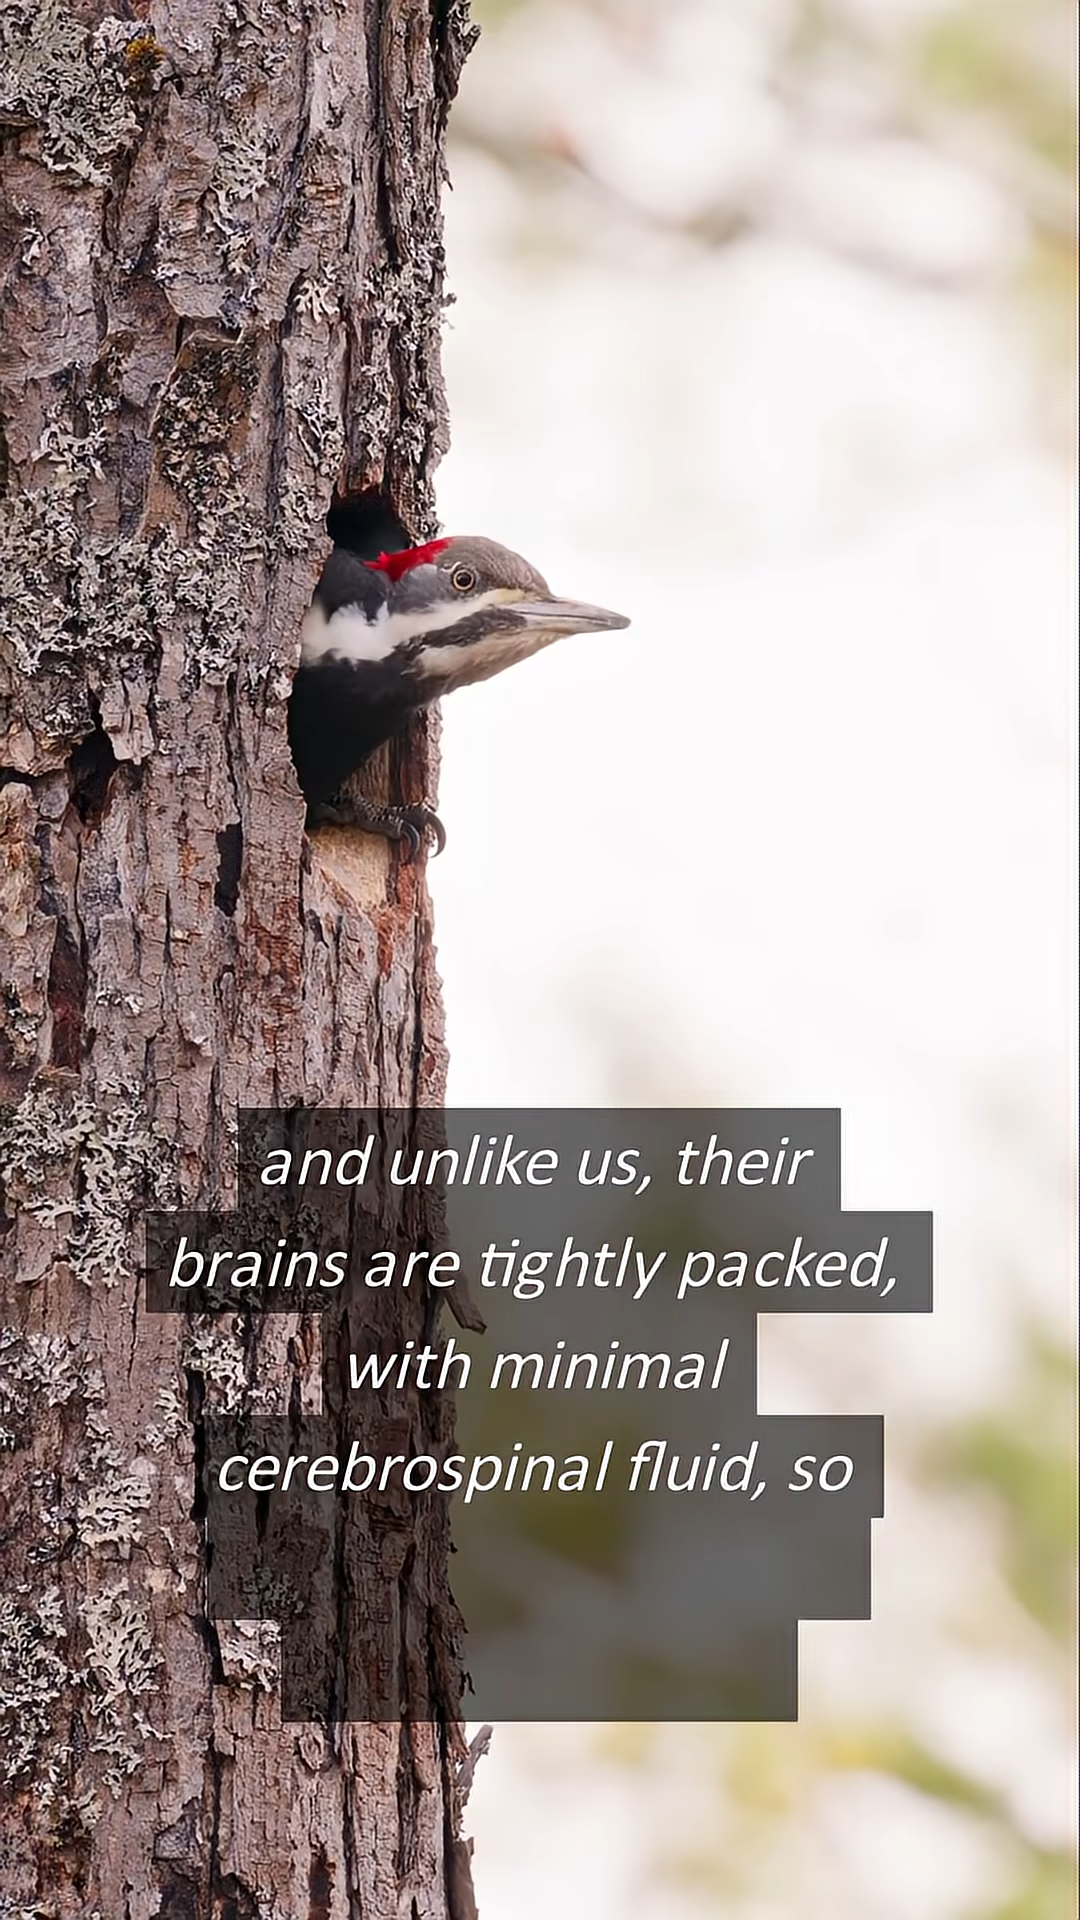 and unlike us, their
brains are tightly packed,
with minimal
cerebrospinal fluid, so